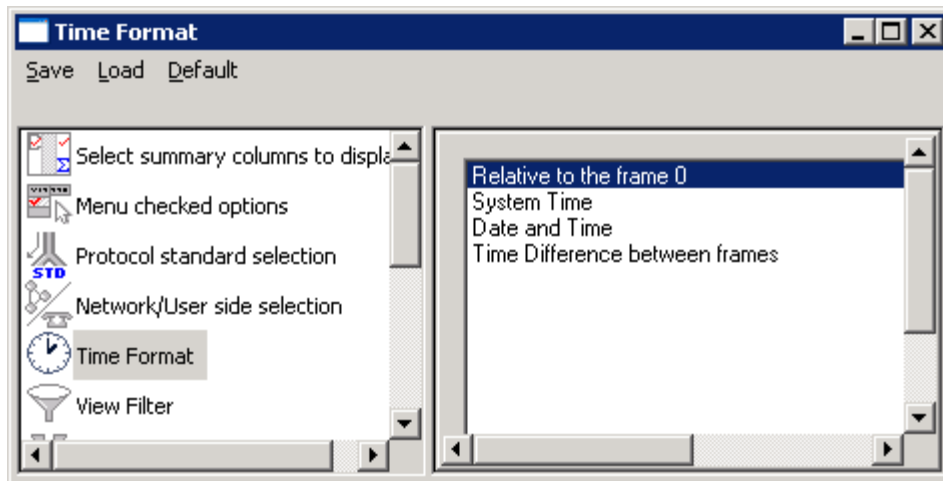 Time Format
Save Load Default
Select summary columns to displa
Menu checked options
Protocol standard selection
STD
Network/User side selection
Time Format
View Filter
Relative to the frame 0
System Time
Date and Time
Time Difference between frames